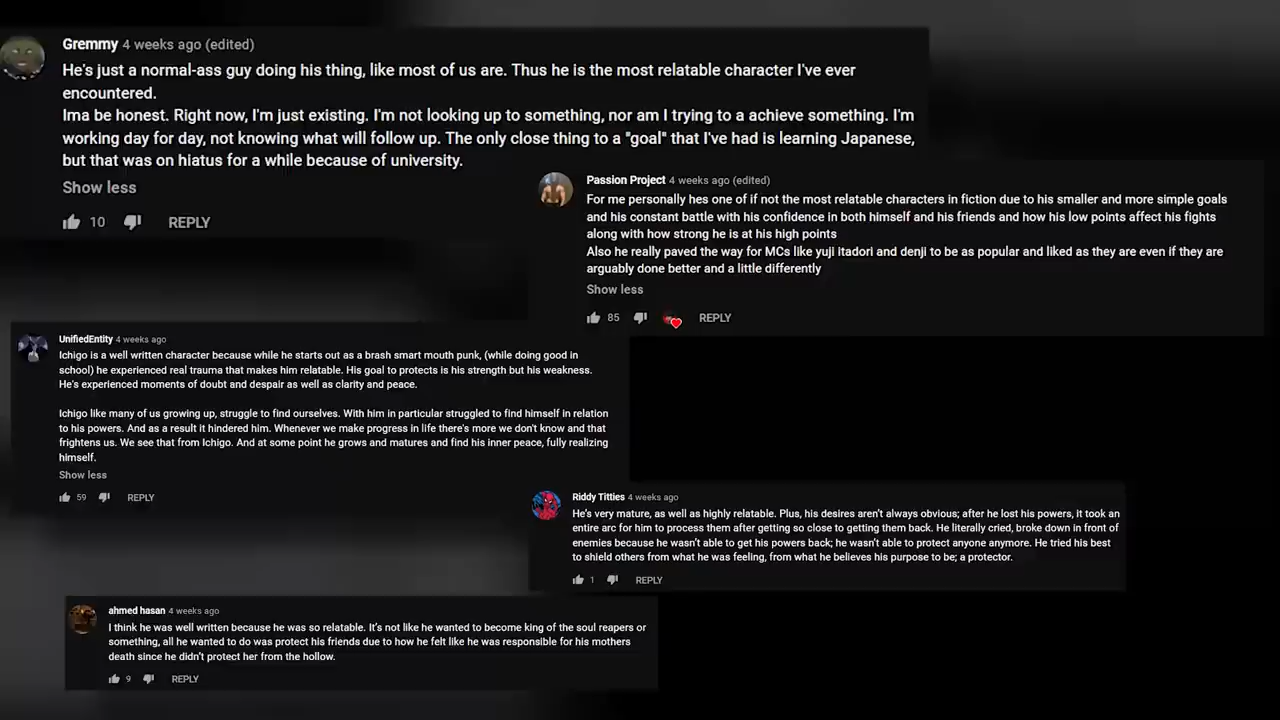 Gremmy 4 weeks ago (edited)
He's just a normal-ass guy doing his thing, like most of us are. Thus he is the most relatable character I've ever
encountered.
Ima be honest. Right now, I'm just existing. I'm not looking up to something, nor am I trying to a achieve something. I'm
working day for day, not knowing what will follow up. The only close thing to a "goal" that I've had is learning Japanese,
but that was on hiatus for a while because of university.
Show less
10 REPLY
Passion Project 4 weeks ago (edited)
For me personally hes one of if not the most relatable characters in fiction due to his smaller and more simple goals
and his constant battle with his confidence in both himself and his friends and how his low points affect his fights
along with how strong he is at his high points
Also he really paved the way for MCs like yuji itadori and denji to be as popular and liked as they are even if they are
arguably done better and a little differently
Show less
85 REPLY
UnifiedEntity 4 weeks ago
Ichigo is a well written character because while he starts out as a brash smart mouth punk, (while doing good in
school) he experienced real trauma that makes him relatable. His goal to protects is his strength but his weakness.
He's experienced moments of doubt and despair as well as clarity and peace.
Ichigo like many of us growing up, struggle to find ourselves. With him in particular struggled to find himself in relation
to his powers. And as a result it hindered him. Whenever we make progress in life there's more we don't know and that
frightens us. We see that from Ichigo. And at some point he grows and matures and find his inner peace, fully realizing
himself.
Show less
59 REPLY
Riddy Titties 4 weeks ago
He's very mature, as well as highly relatable. Plus, his desires aren't always obvious; after he lost his powers, it took an
entire arc for him to process them after getting so close to getting them back. He literally cried, broke down in front of
enemies because he wasn't able to get his powers back; he wasn't able to protect anyone anymore. He tried his best
to shield others from what he was feeling, from what he believes his purpose to be; a protector.
1 REPLY
ahmed hasan 4 weeks ago
I think he was well written because he was so relatable. It's not like he wanted to become king of the soul reapers or
something, all he wanted to do was protect his friends due to how he felt like he was responsible for his mothers
death since he didn't protect her from the hollow.
9 REPLY